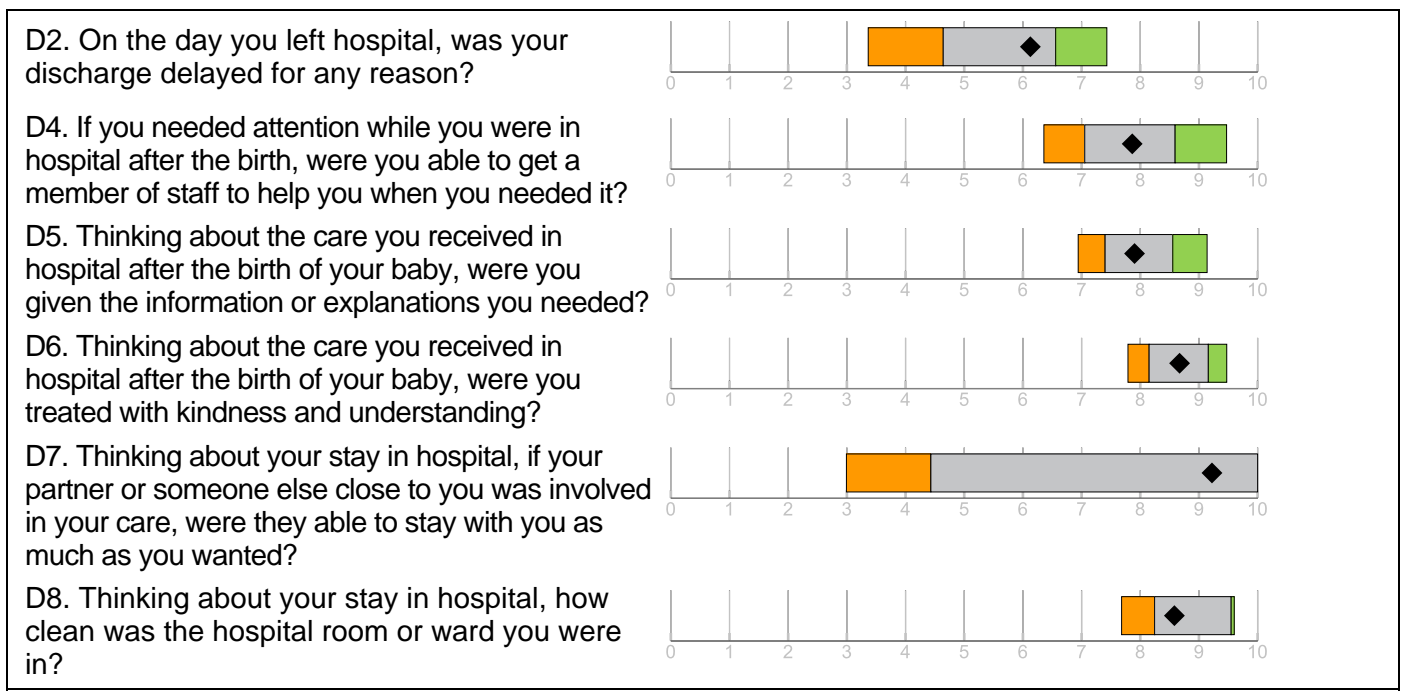 D2. On the day you left hospital, was your
discharge delayed for any reason?
0 1 2 3 4 5 6 7 8 9 10
D4. If you needed attention while you were in
hospital after the birth, were you able to get a
member of staff to help you when you needed it?
0 1 2 3 4 5 6 7 8 9 10
D5. Thinking about the care you received in
hospital after the birth of your baby, were you
given the information or explanations you needed?
0 1 2 3 4 5 6 7 8 9 10
D6. Thinking about the care you received in
hospital after the birth of your baby, were you
treated with kindness and understanding?
0 1 2 3 4 5 6 7 8 9 10
D7. Thinking about your stay in hospital, if your
partner or someone else close to you was involved
in your care, were they able to stay with you as
much as you wanted?
0 1 2 3 4 5 6 7 8 9 10
D8. Thinking about your stay in hospital, how
clean was the hospital room or ward you were
in?
0 1 2 3 4 5 6 7 8 9 10